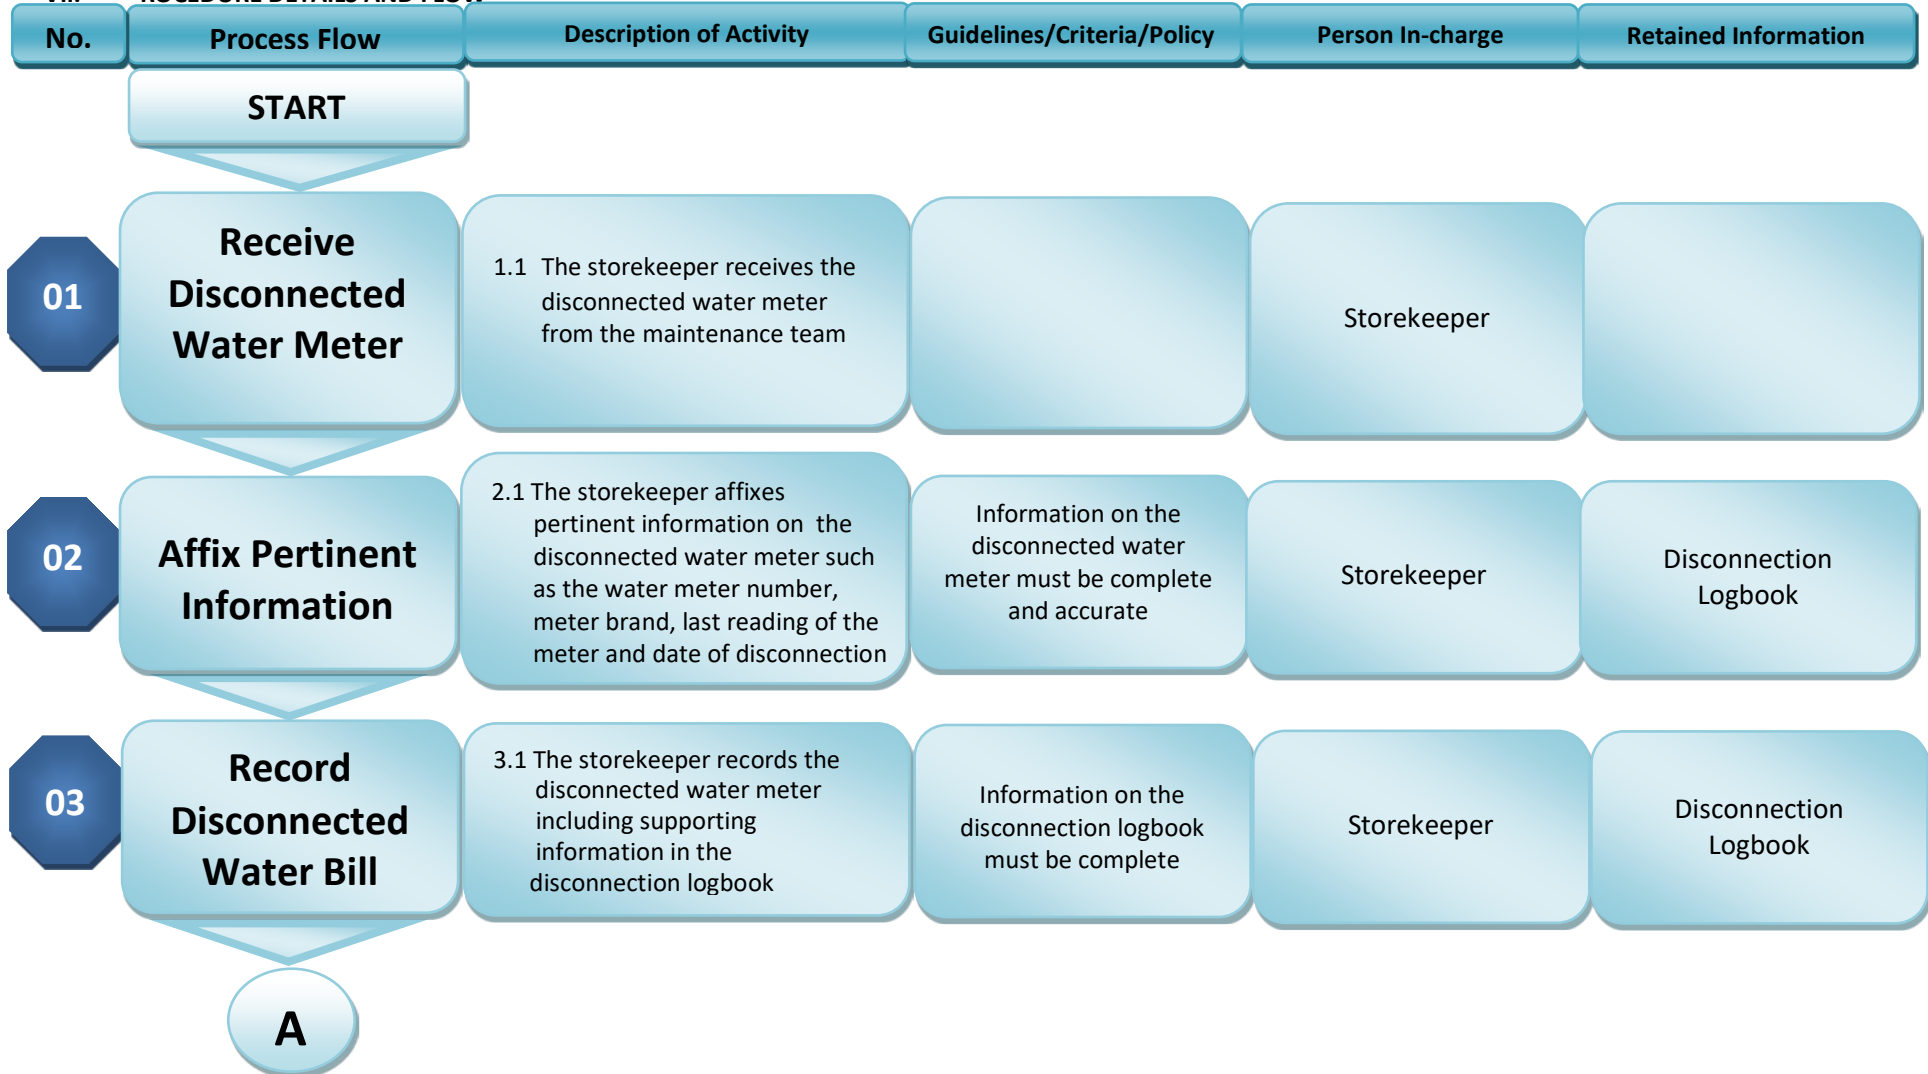 VII. ROCEDURE DETAILS AND FLOW
No. Process Flow Description of Activity Guidelines/Criteria/Policy Person In-charge Retained Information
START
01
Receive
Disconnected
Water Meter
1.1 The storekeeper receives the
disconnected water meter
from the maintenance team
Storekeeper
02
Affix Pertinent
Information
2.1 The storekeeper affixes
pertinent information on the
disconnected water meter such
as the water meter number,
meter brand, last reading of the
meter and date of disconnection
Information on the
disconnected water
meter must be complete
and accurate
Storekeeper
Disconnection
Logbook
03
Record
Disconnected
Water Bill
3.1 The storekeeper records the
disconnected water meter
including supporting
information in the
disconnection logbook
Information on the
disconnection logbook
must be complete
Storekeeper
Disconnection
Logbook
A